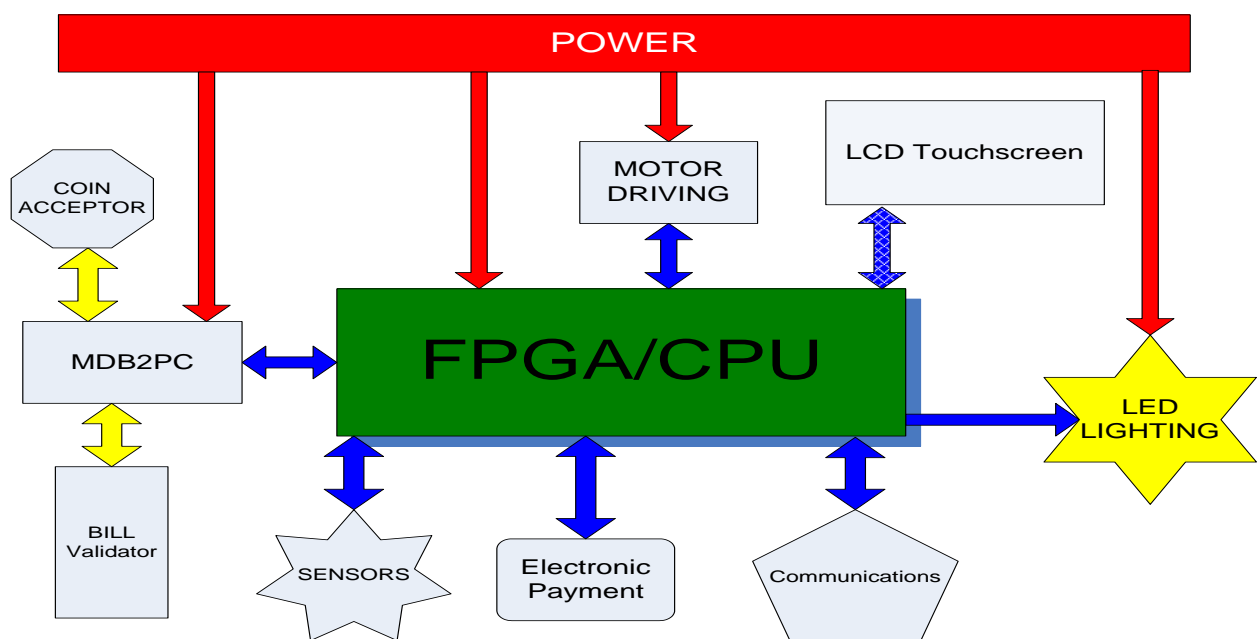 POWER
LCD Touchscreen
MOTOR
DRIVING
COIN
ACCEPTOR
MDB2PC
FPGA/CPU
LED
LIGHTING
BILL
Validator
SENSORS
Electronic
Payment
Communications